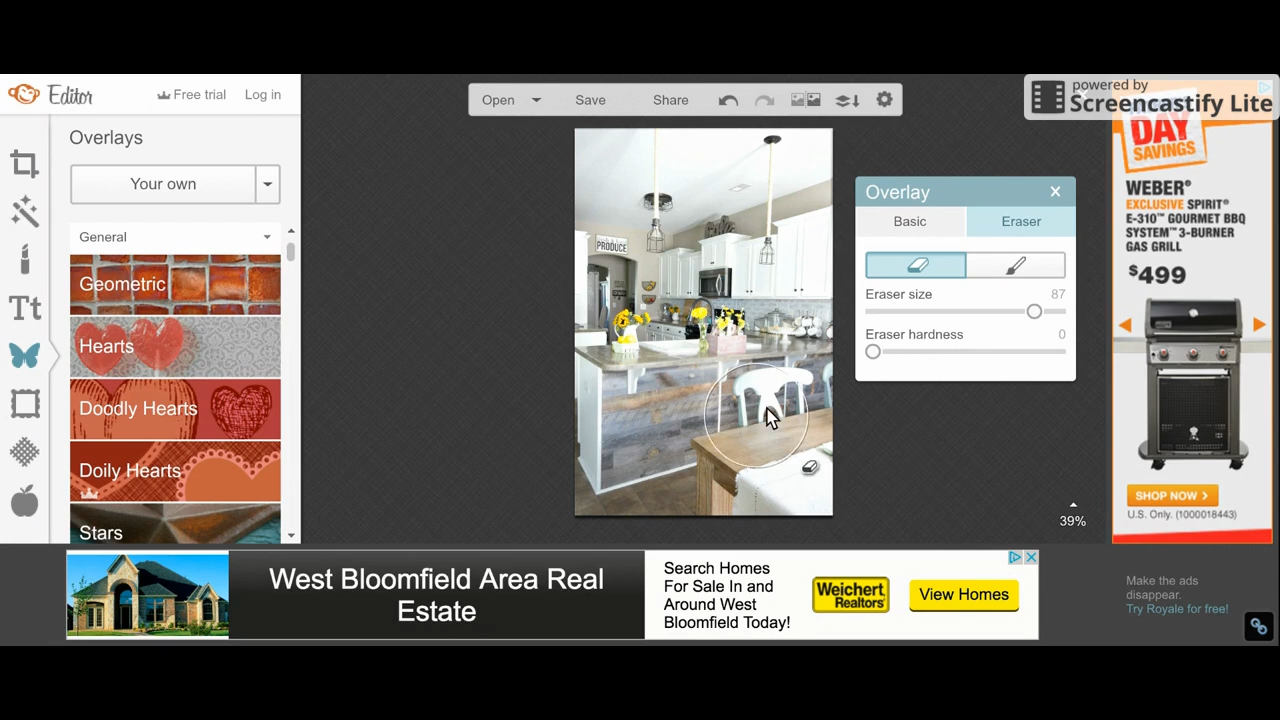 Editor
Free trial
Log in
Open
Save
Share
powered by
Screencastify Lite
Overlays
Your own
General
Geometric
Hearts
Doodly Hearts
Doily Hearts
Stars
PRODUCE
Overlay
Basic
Eraser
Eraser size
87
Eraser hardness
0
39%
DAY
SAVINGS
WEBER®
EXCLUSIVE SPIRIT®
E-310™ GOURMET BBQ
SYSTEM™ 3-BURNER
GAS GRILL
$499
SHOP NOW >
U.S. Only. (1000018443)
West Bloomfield Area Real
Estate
Search Homes
For Sale In and
Around West
Bloomfield Today!
Weichert
Realtors®
View Homes
Make the ads
disappear.
Try Royale for free!